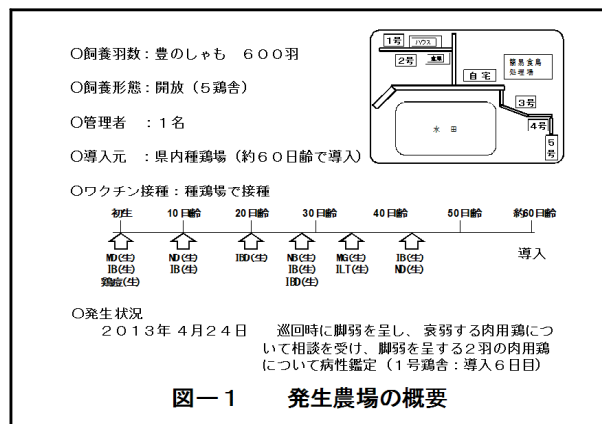 ○飼養羽数：豊のしゃも ６００羽
○飼養形態：開放（５鶏舎）
○管理者 ：１名
○導入元 ：県内種鶏場（約６０日齢で導入）
○ワクチン接種：種鶏場で接種
1号
ハウス
2号
倉庫
自宅
簡易食鳥
処理場
3号
4号
5号
水田
初生 10日齢 20日齢 30日齢 40日齢 50日齢 約60日齢
MD(生) ND(生) IBD(生) NB(生) MG(生) IB(生) 導入
IB(生) IB(生) IB(生) ILT(生) ND(生)
鶏痘(生) IBD(生)
○発生状況
２０１３年４月２４日 巡回時に脚弱を呈し、衰弱する肉用鶏につ
いて相談を受け、脚弱を呈する２羽の肉用鶏
について病性鑑定（１号鶏舎：導入６日目）
図ー１ 発生農場の概要